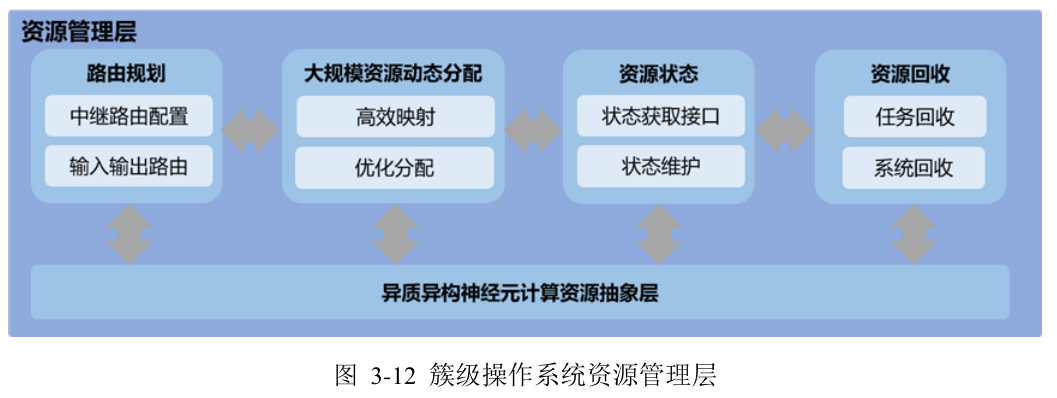 资源管理层
路由规划
中继路由配置
输入输出路由
大规模资源动态分配
高效映射
优化分配
资源状态
状态获取接口
状态维护
资源回收
任务回收
系统回收
异质异构神经元计算资源抽象层
图 3-12 簇级操作系统资源管理层